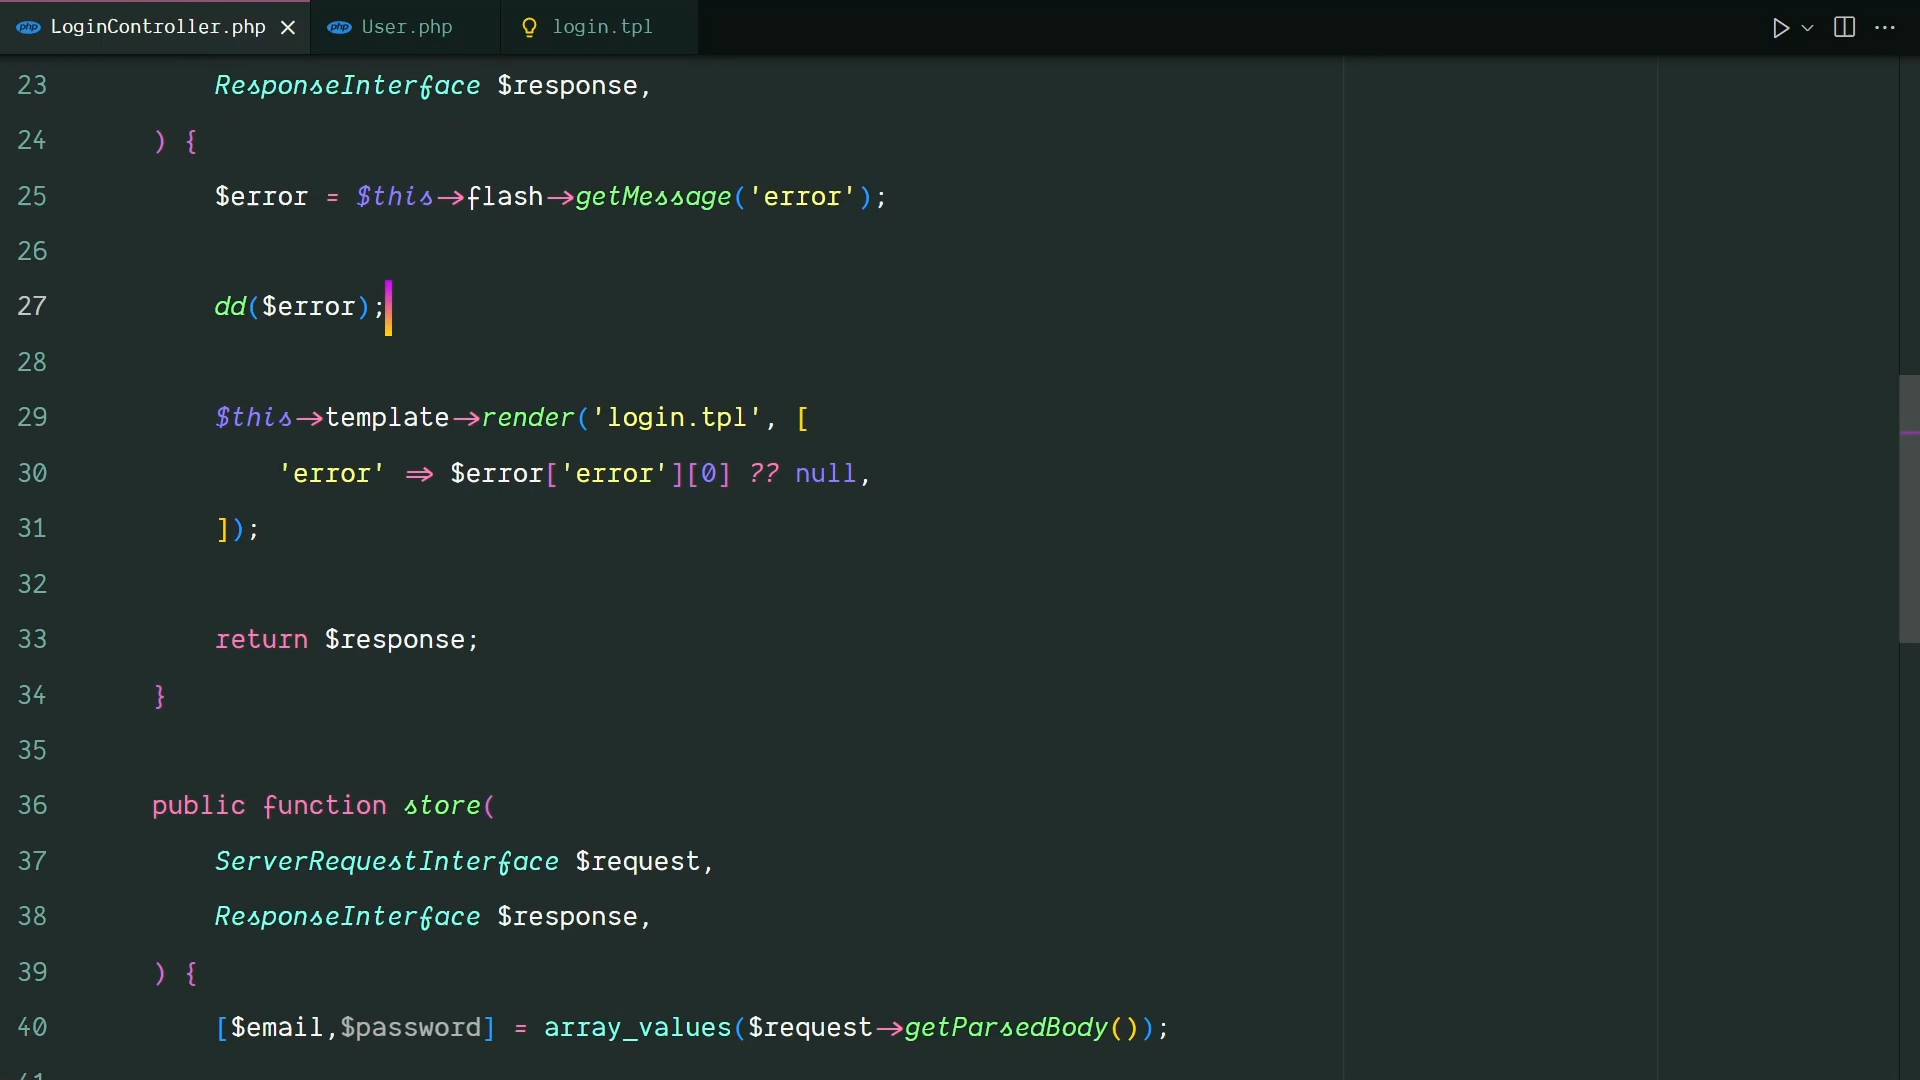 php LoginController.php × php User.php login.tpl
23 ResponseInterface $response,
24 ) {
25 $error = $this->flash->getMessage('error');
26
27 dd($error);
28
29 $this->template->render('login.tpl', [
30 'error' => $error['error'][0] ?? null,
31 ]);
32
33 return $response;
34 }
35
36 public function store(
37 ServerRequestInterface $request,
38 ResponseInterface $response,
39 ) {
40 [$email,$password] = array_values($request->getParsedBody());